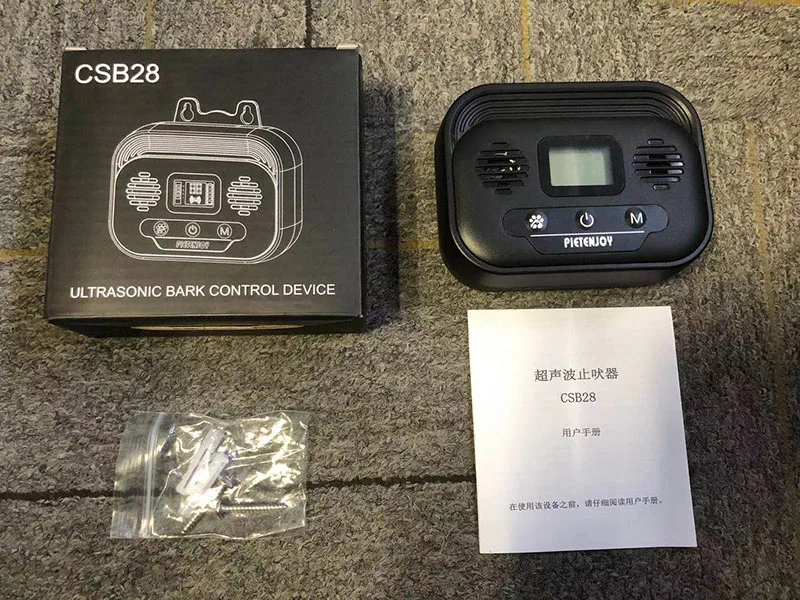 CSB28
M
PIETENJOY
ULTRASONIC BARK CONTROL DEVICE
M
PIETENJOY
超声波止吠器
CSB28
用户手册
在使用该设备之前，请仔细阅读用户手册。